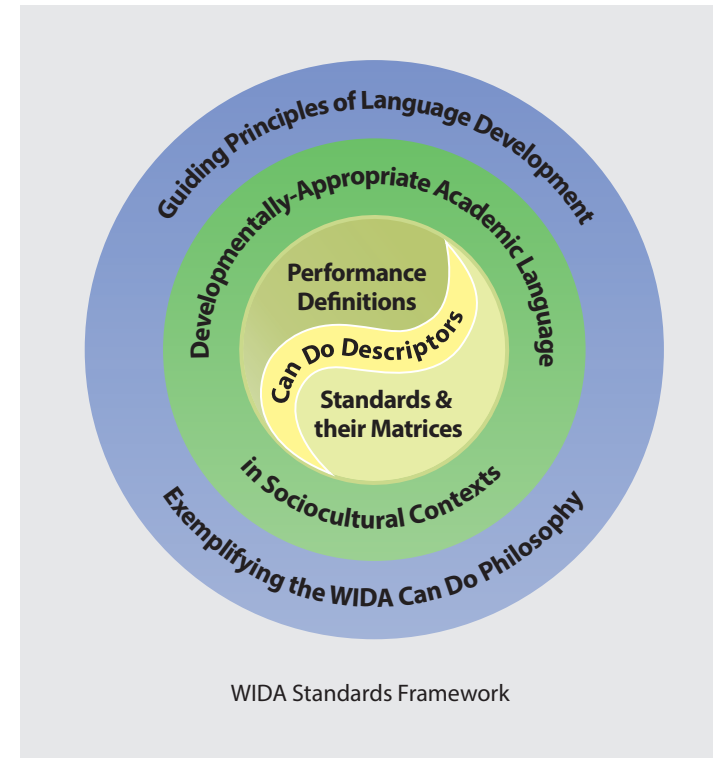 Guiding Principles of Language Development
Developmentally-Appropriate Academic Language
Performance
Definitions
Can Do Descriptors
Standards &
their Matrices
in Sociocultural Contexts
Exemplifying the WIDA Can Do Philosophy
WIDA Standards Framework